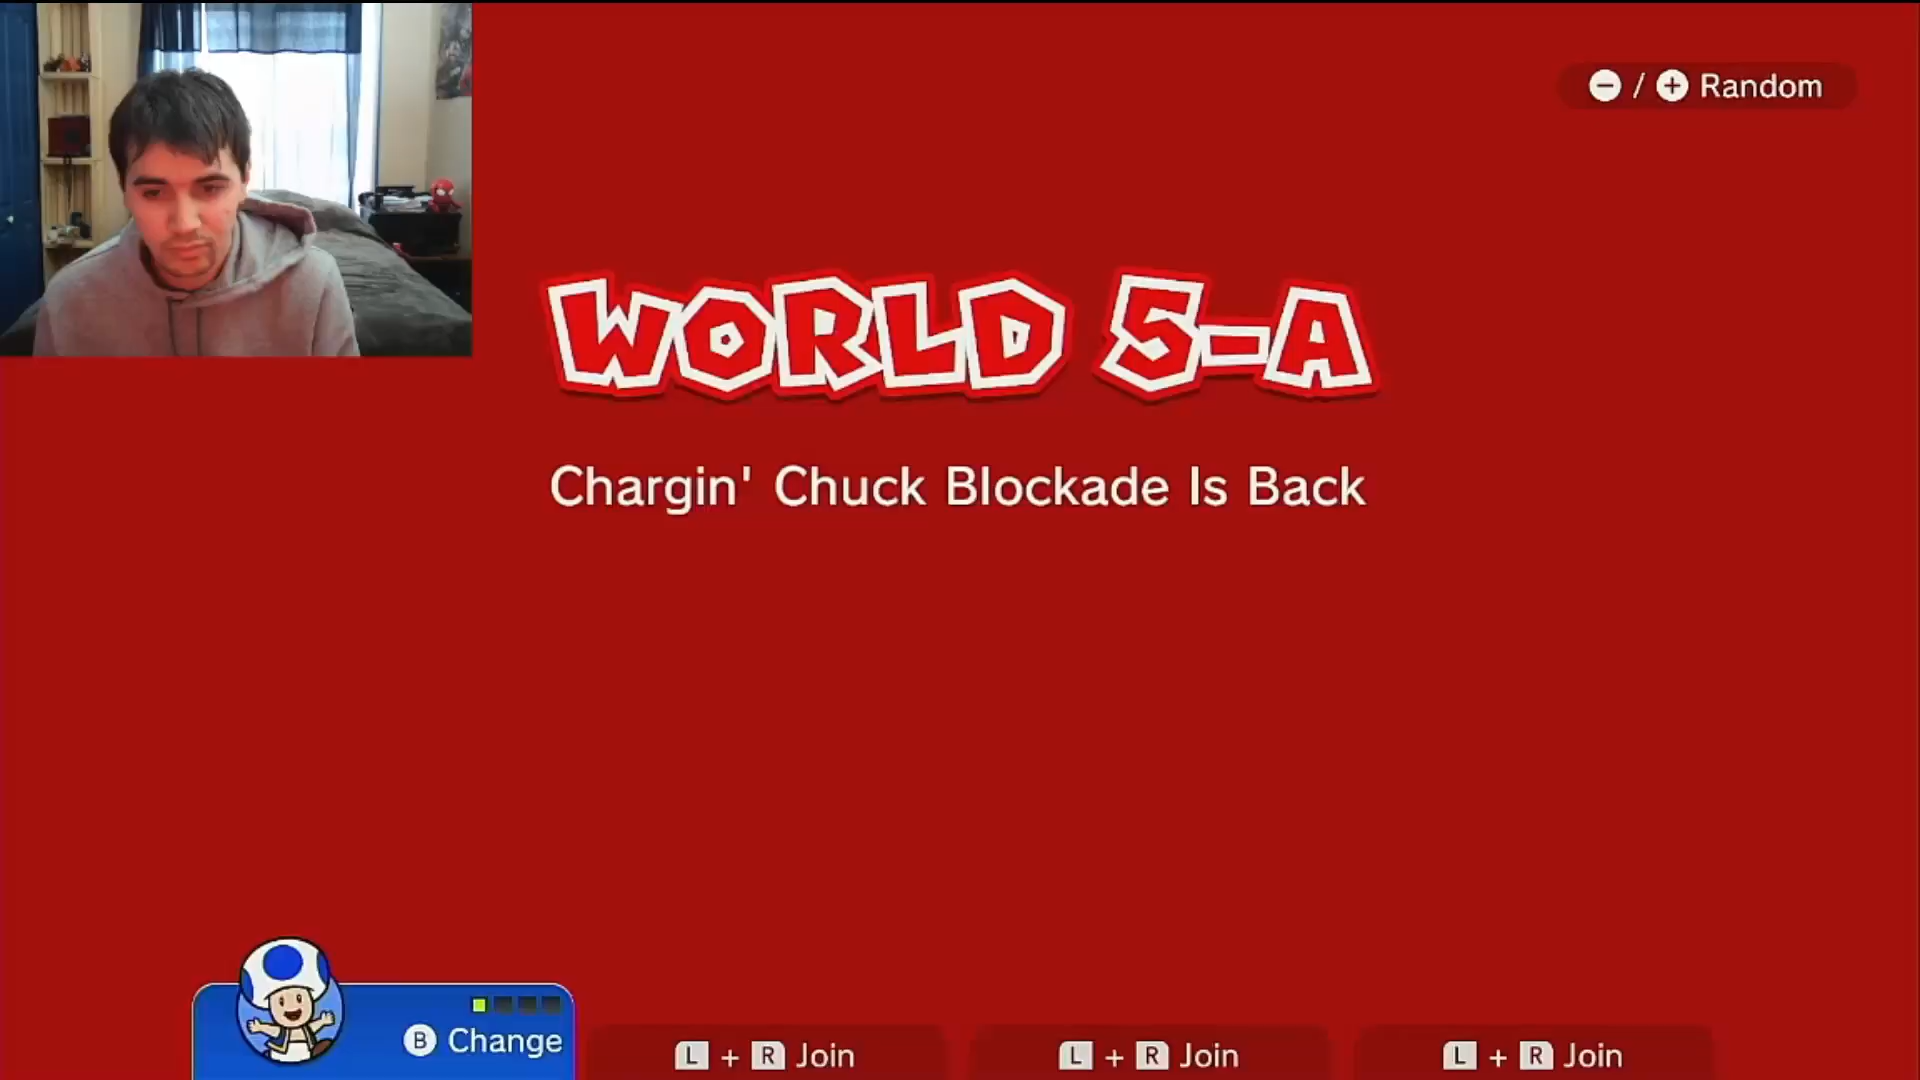 - / + Random
WORLD 5-A
Chargin' Chuck Blockade Is Back
B Change
L + R Join
L + R Join
L + R Join